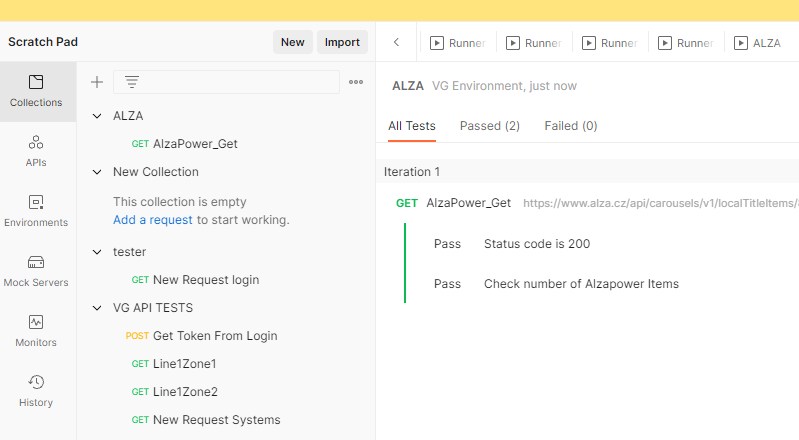 Scratch Pad
New
Import
Runner
Runner
Runner
Runner
ALZA
Collections
APIs
Environments
Mock Servers
Monitors
History
ALZA
GET AlzaPower_Get
New Collection
This collection is empty
Add a request to start working.
tester
GET New Request login
VG API TESTS
POST Get Token From Login
GET Line1Zone1
GET Line1Zone2
GET New Request Systems
ALZA VG Environment, just now
All Tests Passed (2) Failed (0)
Iteration 1
GET AlzaPower_Get https://www.alza.cz/api/carousels/v1/localTitleItems/
Pass Status code is 200
Pass Check number of Alzapower Items